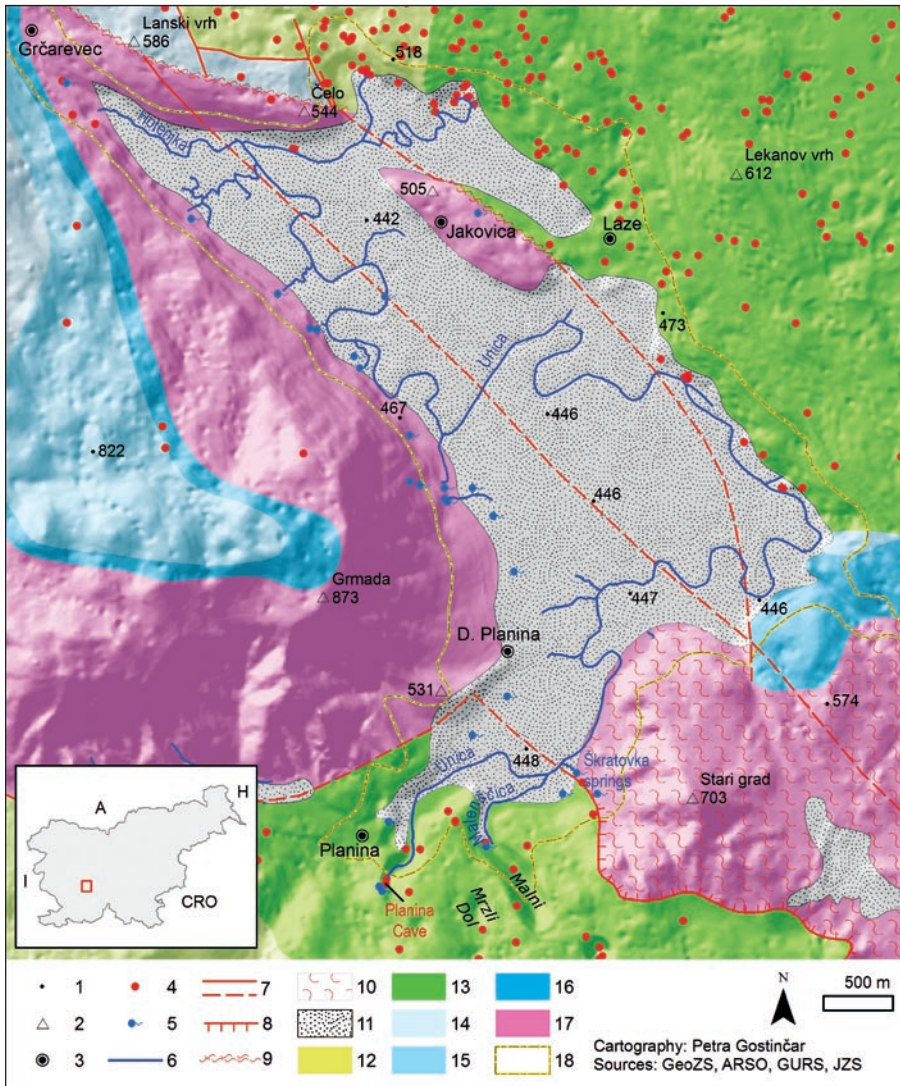 Lanski vrh
586
Grčarevec
518
Čelo
544
Hotenka
Lekanov vrh
612
505
442
Jakovica
Laze
473
Unica
467
446
822
446
Grmada
873
447
446
D. Planina
531
574
Unica
448
Škratovka
springs
Stari grad
703
Planina
Malni
Mrzli
Dol
Planina
Cave
A
H
I
CRO
1 4 7 10 13 16
2 5 8 11 14 17
3 6 9 12 15 18
N
500 m
Cartography: Petra Gostinčar
Sources: GeoZS, ARSO, GURS, JZS